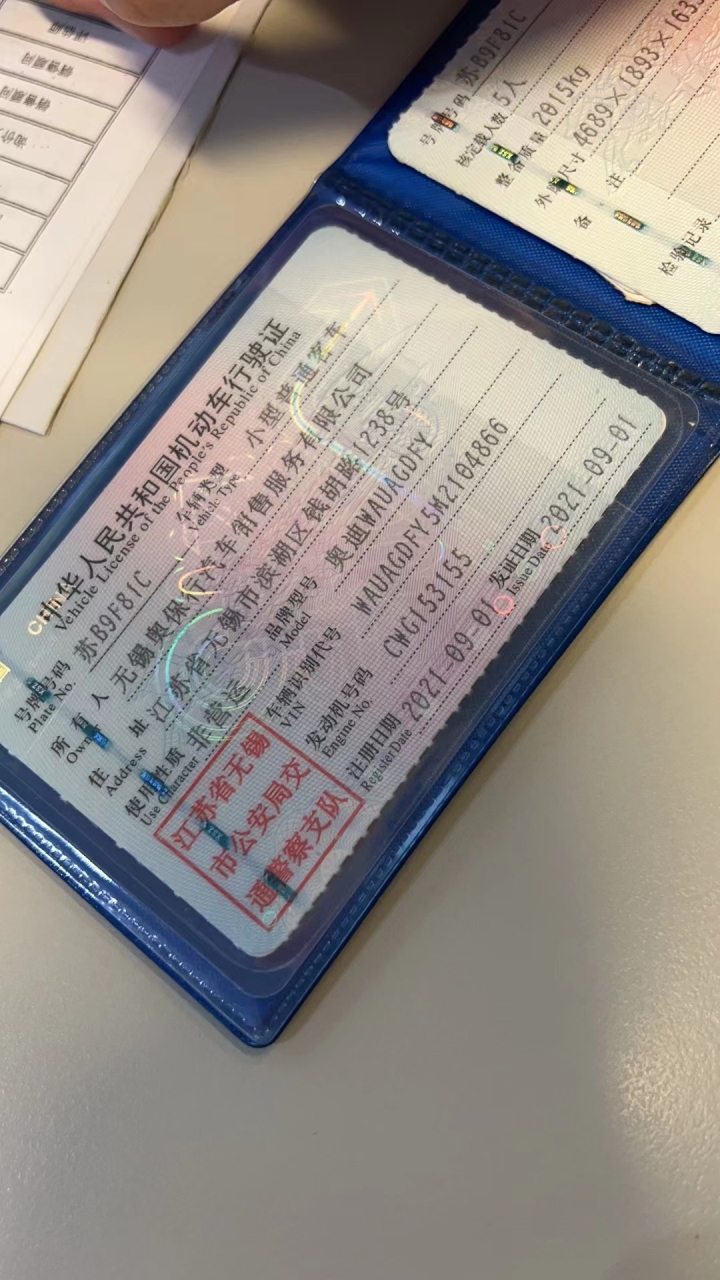 中华人民共和国机动车行驶证
Vehicle License of the People's Republic of China
号牌号码 苏B9F81C 车辆类型 小型普通客车
Plate No. Vehicle Type
所有人 无锡奥保行汽车销售服务有限公司
Owner
住址 江苏省无锡市滨湖区钱胡路1238号
Address
使用性质 非营运 品牌型号 奥迪WAUAGDFY
Use Character Model
车辆识别代号 WAUAGDFY5M2104866
VIN
发动机号码 CWG153155
Engine No.
注册日期 2021-09-01 发证日期 2021-09-01
Register Date Issue Date
江苏省无锡
市公安局交
通警察支队
号牌号码 苏B9F81C
核定载人数 5人
整备质量 2015kg
外廓尺寸 4689×1893×163
备注
检验记录